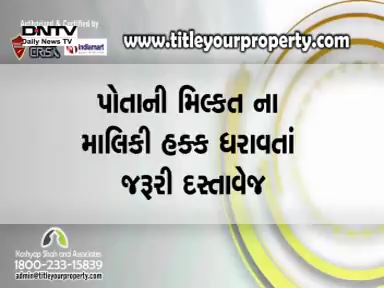 Authorized & Certified by
DNTV
Daily News TV
CRISIL
indiamart
www.titleyourproperty.com
પોતાની મિલ્કત ના
માલિકી હક્ક ધરાવતાં
જરૂરી દસ્તાવેજ
Kashyap Shah and Associates
1800-233-15839
admin@titleyourproperty.com